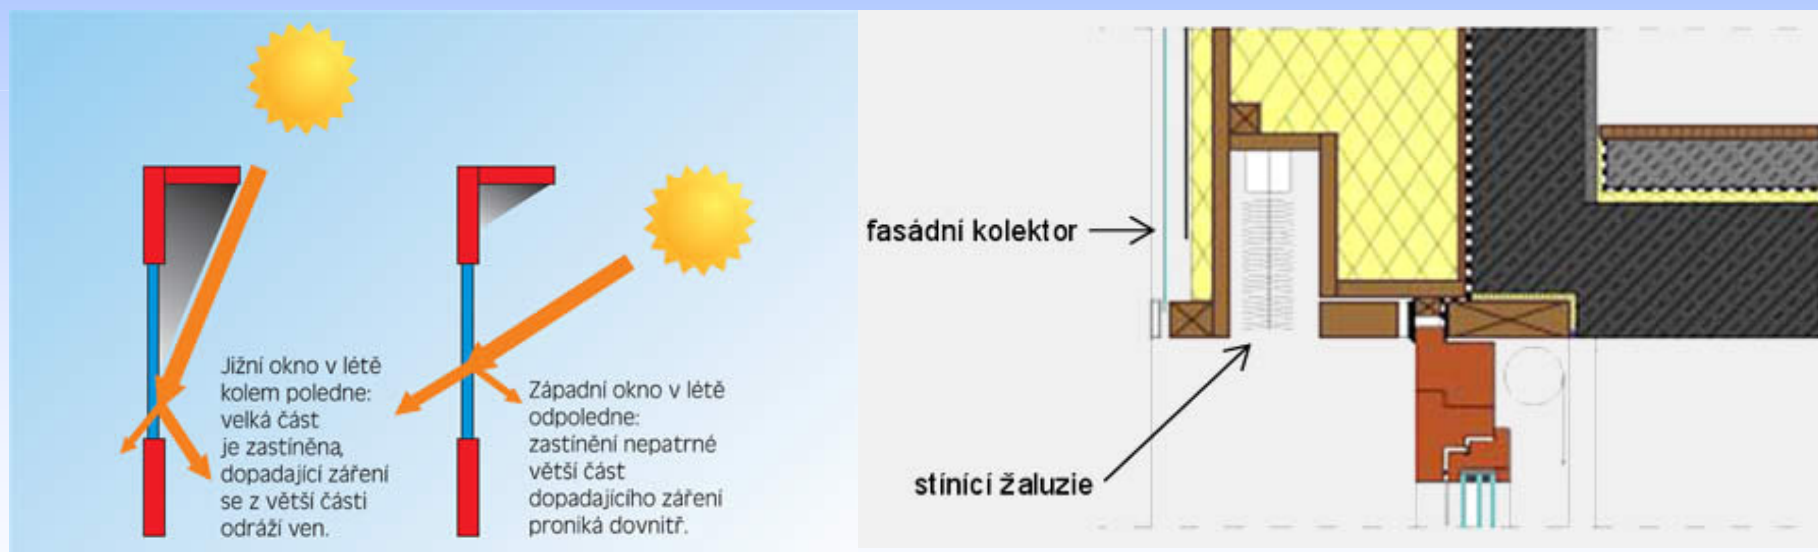 Jižní okno v létě
kolem poledne:
velká část
je zastíněna,
dopadající záření
se z větší části
odráží ven.
Západní okno v létě
odpoledne:
zastínění nepatrné
větší část
dopadajícího záření
proniká dovnitř.
fasádní kolektor
stínící žaluzie